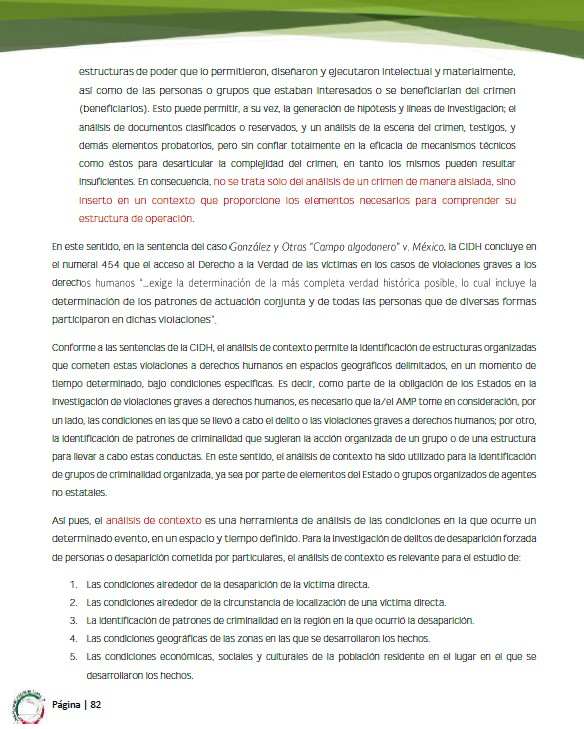 estructuras de poder que lo permitieron, diseñaron y ejecutaron intelectual y materialmente,
así como de las personas o grupos que estaban interesados o se beneficiarían del crimen
(beneficiarios). Esto puede permitir, a su vez, la generación de hipótesis y líneas de investigación; el
análisis de documentos clasificados o reservados, y un análisis de la escena del crimen, testigos, y
demás elementos probatorios, pero sin confiar totalmente en la eficacia de mecanismos técnicos
como éstos para desarticular la complejidad del crimen, en tanto los mismos pueden resultar
insuficientes. En consecuencia, no se trata sólo del análisis de un crimen de manera aislada, sino
inserto en un contexto que proporcione los elementos necesarios para comprender su
estructura de operación.
En este sentido, en la sentencia del caso González y Otras "Campo algodonero" v. México, la CIDH concluye en
el numeral 454 que el acceso al Derecho a la Verdad de las víctimas en los casos de violaciones graves a los
derechos humanos "…exige la determinación de la más completa verdad histórica posible, lo cual incluye la
determinación de los patrones de actuación conjunta y de todas las personas que de diversas formas
participaron en dichas violaciones".
Conforme a las sentencias de la CIDH, el análisis de contexto permite la identificación de estructuras organizadas
que cometen estas violaciones a derechos humanos en espacios geográficos delimitados, en un momento de
tiempo determinado, bajo condiciones específicas. Es decir, como parte de la obligación de los Estados en la
investigación de violaciones graves a derechos humanos, es necesario que la/el AMP tome en consideración, por
un lado, las condiciones en las que se llevó a cabo el delito o las violaciones graves a derechos humanos; por otro,
la identificación de patrones de criminalidad que sugieran la acción organizada de un grupo o de una estructura
para llevar a cabo estas conductas. En este sentido, el análisis de contexto ha sido utilizado para la identificación
de grupos de criminalidad organizada, ya sea por parte de elementos del Estado o grupos organizados de agentes
no estatales.
Así pues, el análisis de contexto es una herramienta de análisis de las condiciones en la que ocurre un
determinado evento, en un espacio y tiempo definido. Para la investigación de delitos de desaparición forzada
de personas o desaparición cometida por particulares, el análisis de contexto es relevante para el estudio de:
1. Las condiciones alrededor de la desaparición de la víctima directa.
2. Las condiciones alrededor de la circunstancia de localización de una víctima directa.
3. La identificación de patrones de criminalidad en la región en la que ocurrió la desaparición.
4. Las condiciones geográficas de las zonas en las que se desarrollaron los hechos.
5. Las condiciones económicas, sociales y culturales de la población residente en el lugar en el que se
desarrollaron los hechos.
Página | 82